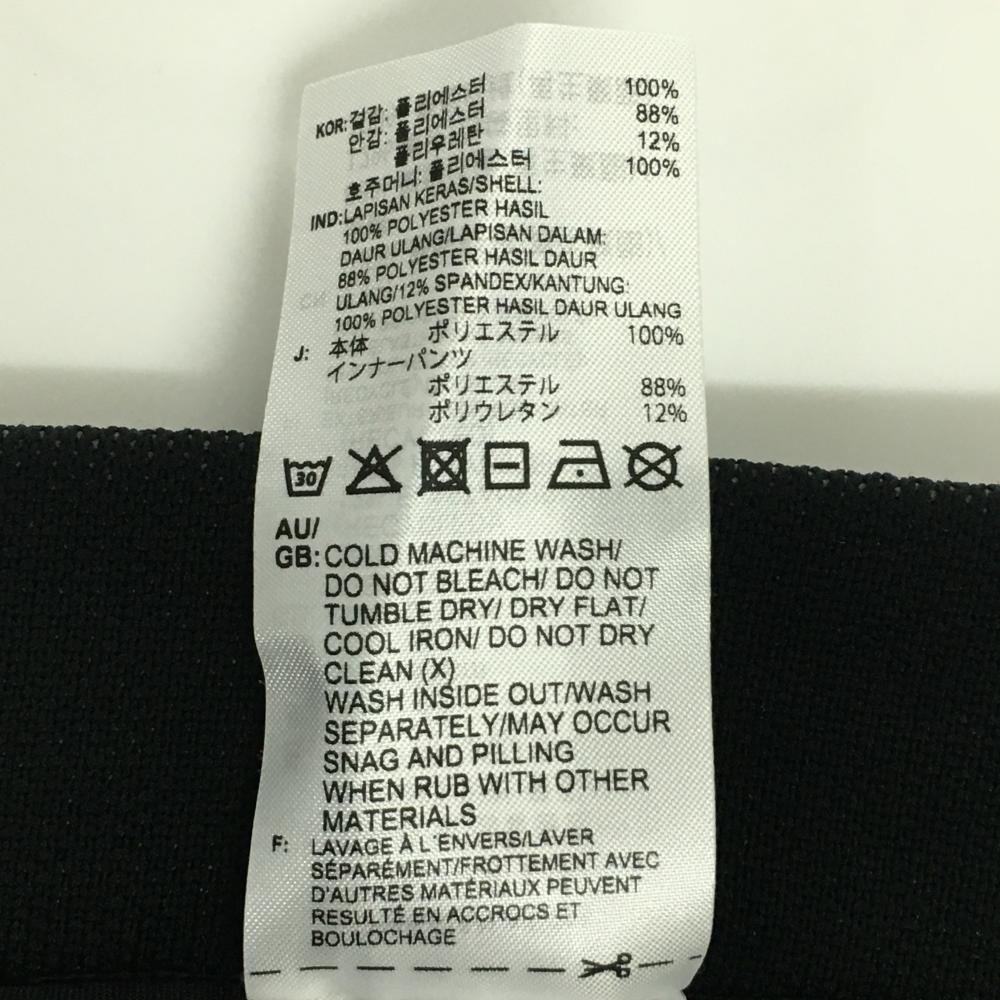 KOR:겉감: 폴리에스터 100%
안감: 폴리에스터 88%
폴리우레탄 12%
호주머니: 폴리에스터 100%
IND:LAPISAN KERAS/SHELL:
100% POLYESTER HASIL
DAUR ULANG/LAPISAN DALAM:
88% POLYESTER HASIL DAUR
ULANG/12% SPANDEX/KANTUNG:
100% POLYESTER HASIL DAUR ULANG
J: 本体 ポリエステル 100%
インナーパンツ
ポリエステル 88%
ポリウレタン 12%
30
AU/
GB:COLD MACHINE WASH/
DO NOT BLEACH/ DO NOT
TUMBLE DRY/ DRY FLAT/
COOL IRON/ DO NOT DRY
CLEAN (X)
WASH INSIDE OUT/WASH
SEPARATELY/MAY OCCUR
SNAG AND PILLING
WHEN RUB WITH OTHER
MATERIALS
F: LAVAGE À L'ENVERS/LAVER
SÉPARÉMENT/FROTTEMENT AVEC
D'AUTRES MATÉRIAUX PEUVENT
RESULTÉ EN ACCROCS ET
BOULOCHAGE